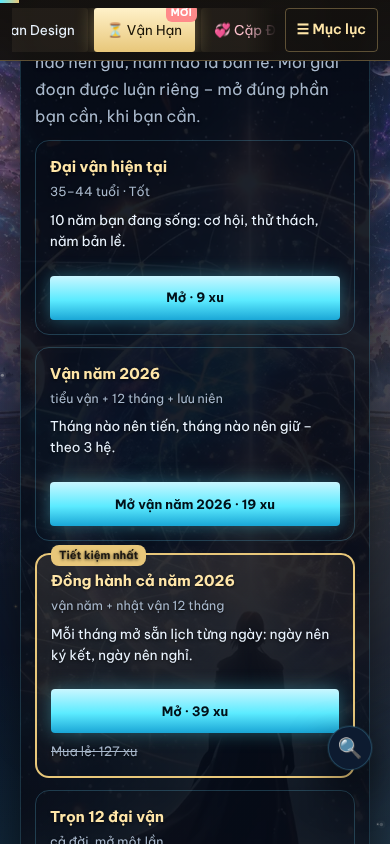 an Design
⏳ Vận Hạn
MỚI
💞 Cặp Đ
☰ Mục lục
nào nên giữ, năm nào là bản lề. Mỗi giai
đoạn được luận riêng – mở đúng phần
bạn cần, khi bạn cần.
Đại vận hiện tại
35–44 tuổi · Tốt
10 năm bạn đang sống: cơ hội, thử thách,
năm bản lề.
Mở · 9 xu
Vận năm 2026
tiểu vận + 12 tháng + lưu niên
Tháng nào nên tiến, tháng nào nên giữ –
theo 3 hệ.
Mở vận năm 2026 · 19 xu
Tiết kiệm nhất
Đồng hành cả năm 2026
vận năm + nhật vận 12 tháng
Mỗi tháng mở sẵn lịch từng ngày: ngày nên
ký kết, ngày nên nghỉ.
Mở · 39 xu
Mua lẻ: 127 xu
Trọn 12 đại vận
cả đời, mở một lần